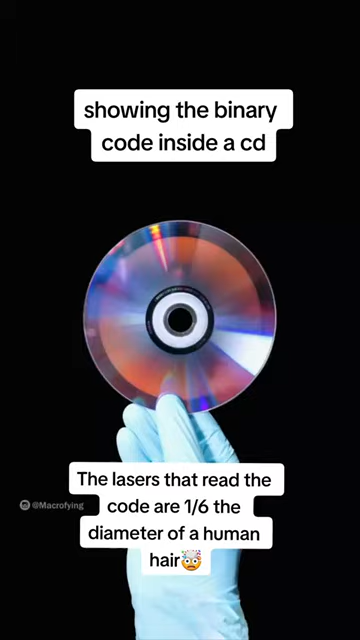 showing the binary
code inside a cd
The lasers that read the
code are 1/6 the
@Macrofying
diameter of a human
hair🤯